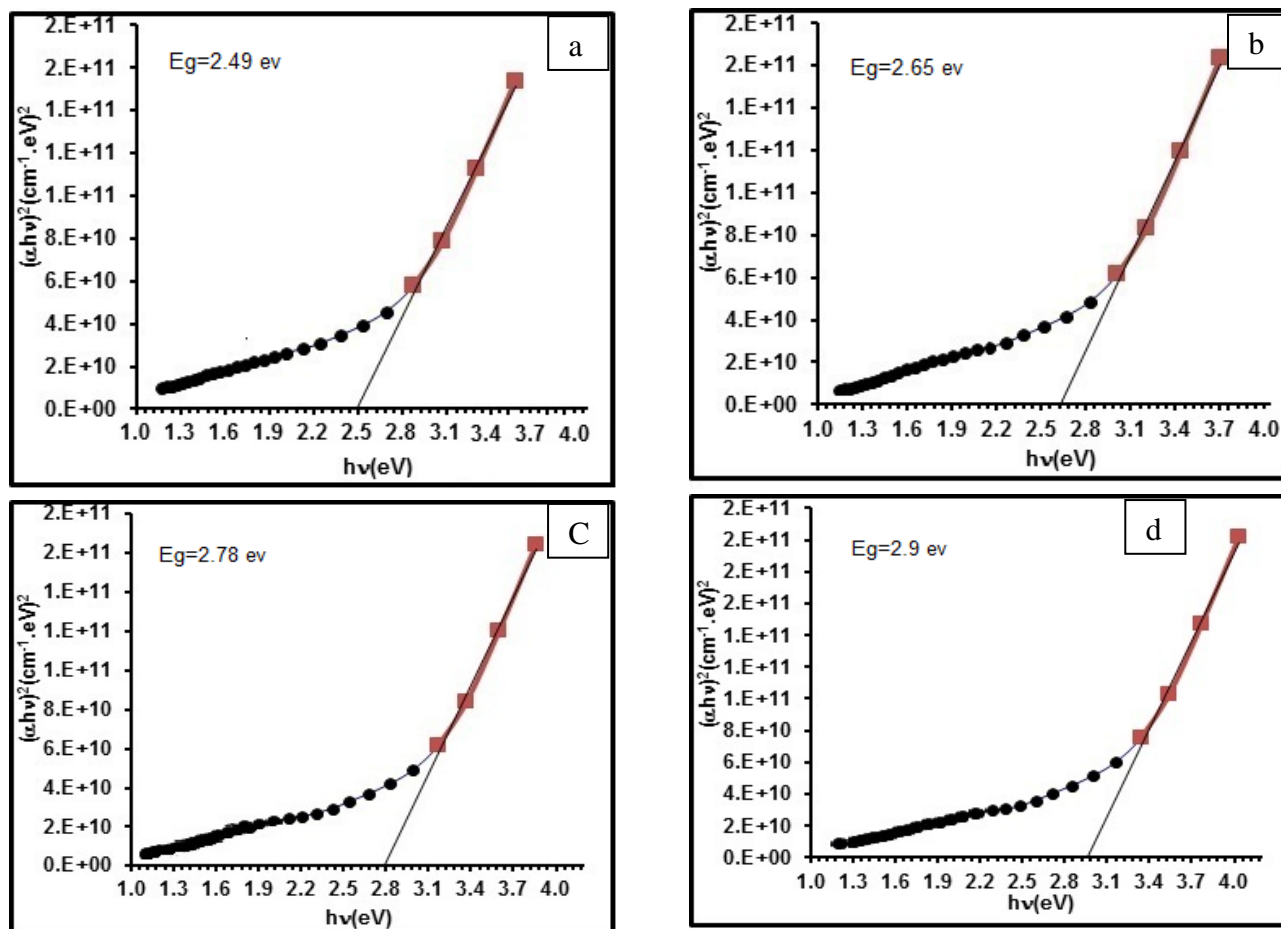 a
Eg=2.49 ev
(αhν)²(cm⁻¹.eV)²
2.E+11
2.E+11
1.E+11
1.E+11
1.E+11
8.E+10
6.E+10
4.E+10
2.E+10
0.E+00
1.0 1.3 1.6 1.9 2.2 2.5 2.8 3.1 3.4 3.7 4.0
hν(eV)
b
Eg=2.65 ev
(αhν)²(cm⁻¹.eV)²
2.E+11
2.E+11
1.E+11
1.E+11
1.E+11
8.E+10
6.E+10
4.E+10
2.E+10
0.E+00
1.0 1.3 1.6 1.9 2.2 2.5 2.8 3.1 3.4 3.7 4.0
hν(eV)
C
Eg=2.78 ev
(αhν)²(cm⁻¹.eV)²
2.E+11
2.E+11
1.E+11
1.E+11
1.E+11
8.E+10
6.E+10
4.E+10
2.E+10
0.E+00
1.0 1.3 1.6 1.9 2.2 2.5 2.8 3.1 3.4 3.7 4.0
hν(eV)
d
Eg=2.9 ev
(αhν)²(cm⁻¹.eV)²
2.E+11
2.E+11
2.E+11
2.E+11
1.E+11
1.E+11
1.E+11
8.E+10
6.E+10
4.E+10
2.E+10
0.E+00
1.0 1.3 1.6 1.9 2.2 2.5 2.8 3.1 3.4 3.7 4.0
hν(eV)